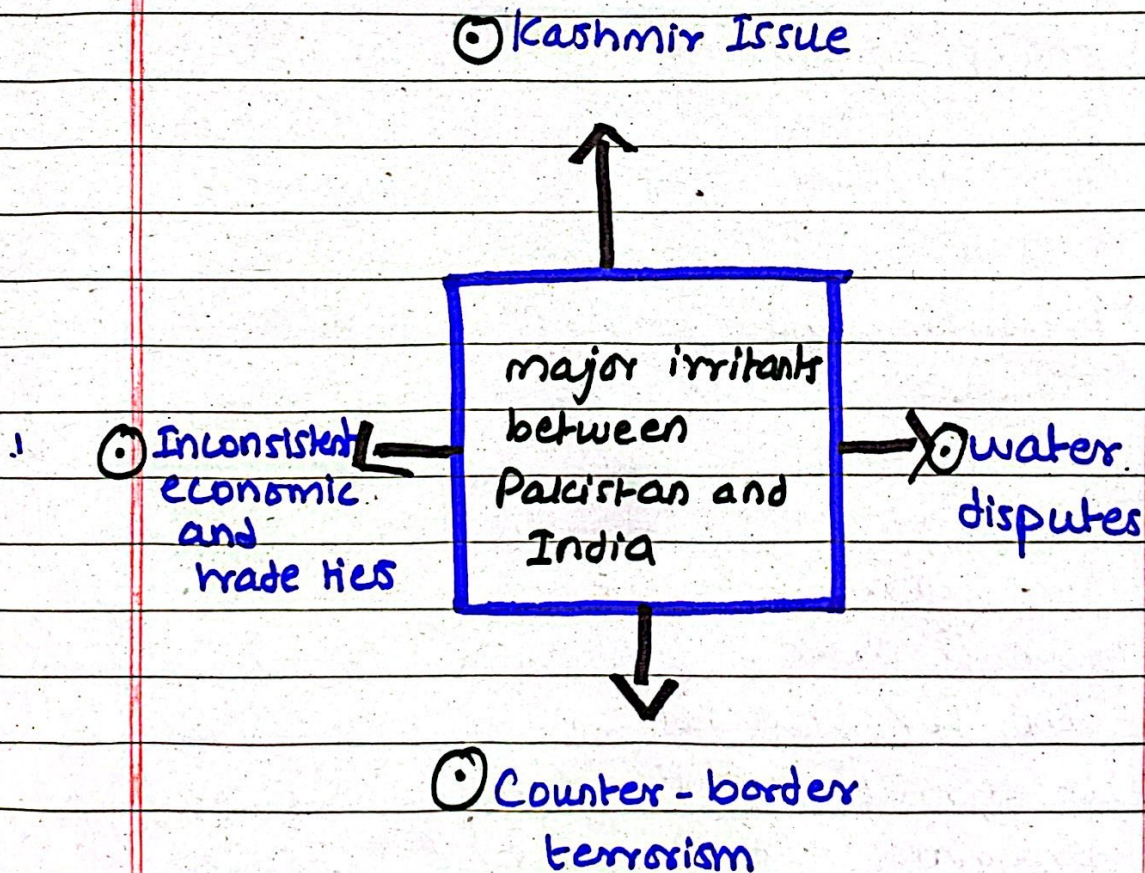 Kashmir Issue
major irritants
between
Pakistan and
India
Inconsistent
economic
and
trade ties
water
disputes
Counter-border
terrorism